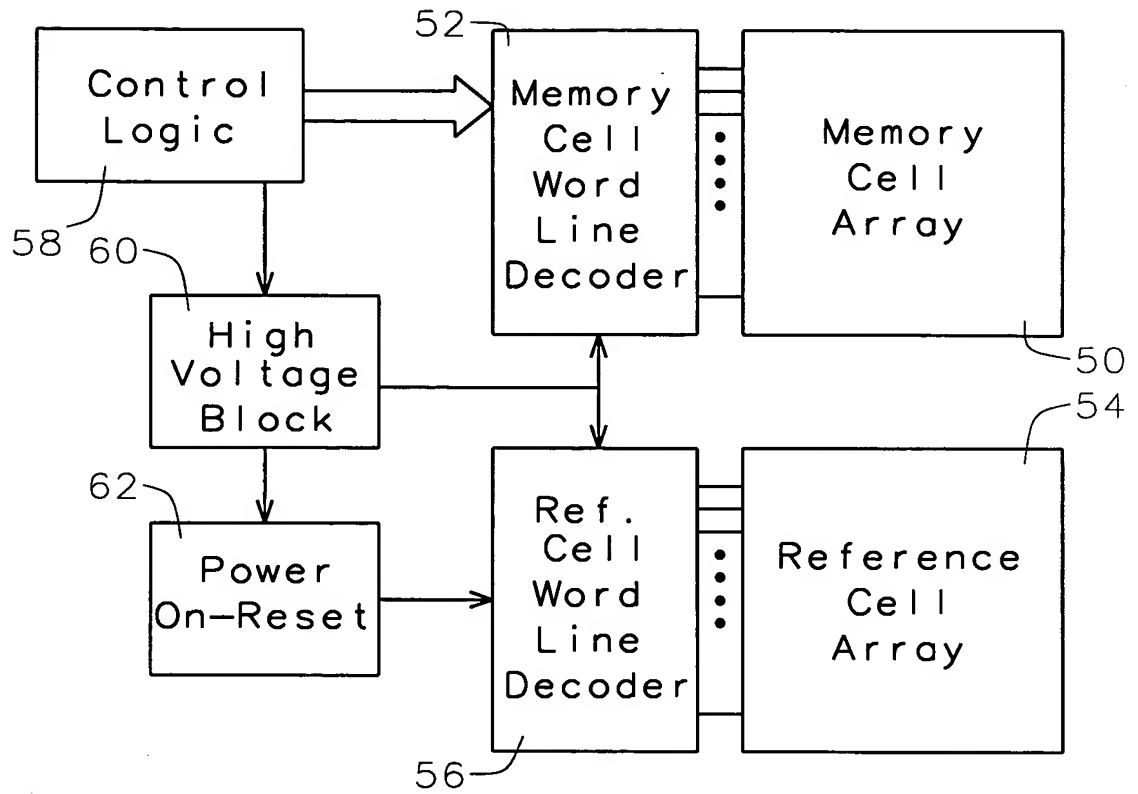 Control
Logic
58
52
Memory
Cell
Word
Line
Decoder
Memory
Cell
Array
50
60
High
Voltage
Block
62
Power
On-Reset
Ref.
Cell
Word
Line
Decoder
56
54
Reference
Cell
Array